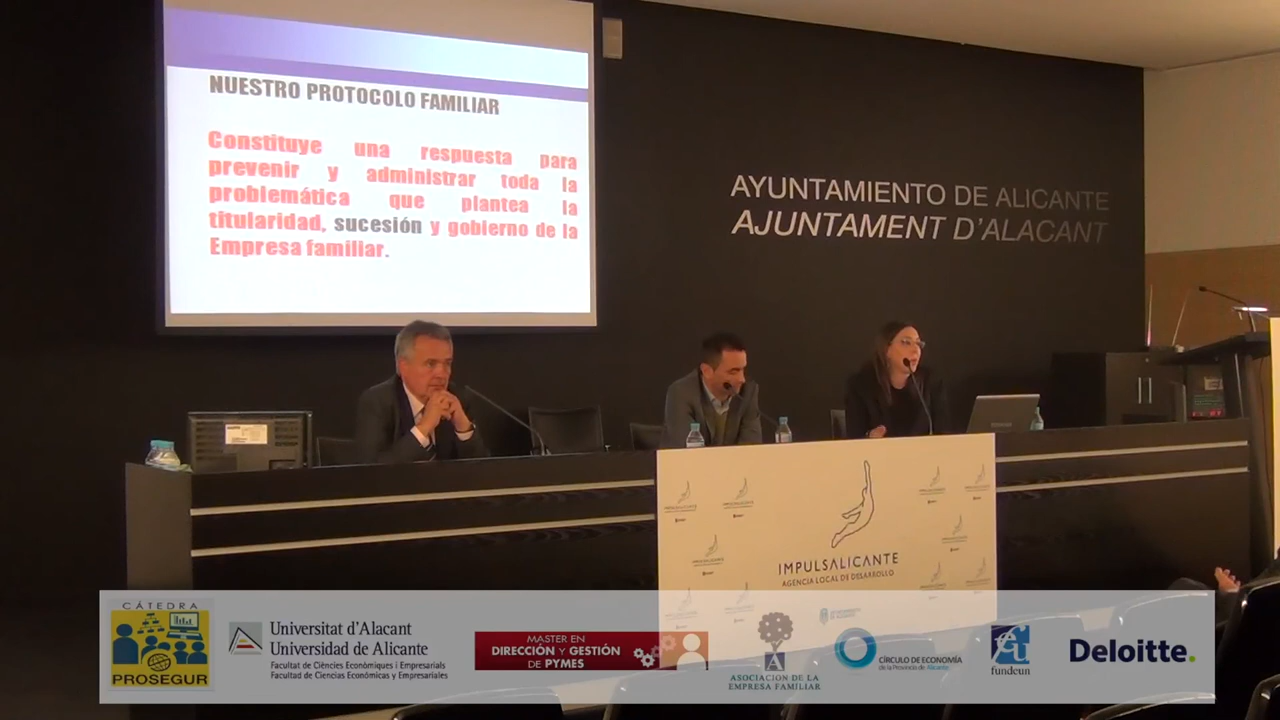 NUESTRO PROTOCOLO FAMILIAR
Constituye una respuesta para
prevenir y administrar toda la
problemática que plantea la
titularidad, sucesión y gobierno de la
Empresa familiar.
AYUNTAMIENTO DE ALICANTE
AJUNTAMENT D'ALACANT
IMPULSALICANTE
AGENCIA LOCAL DE DESARROLLO
CÁTEDRA
PROSEGUR
Universitat d'Alacant
Universidad de Alicante
Facultat de Ciències Econòmiques i Empresarials
Facultad de Ciencias Económicas y Empresariales
MASTER EN
DIRECCIÓN Y GESTIÓN
DE PYMES
A
ASOCIACION DE LA
EMPRESA FAMILIAR
CÍRCULO DE ECONOMÍA
de la Provincia de Alicante
fundeun
Deloitte.